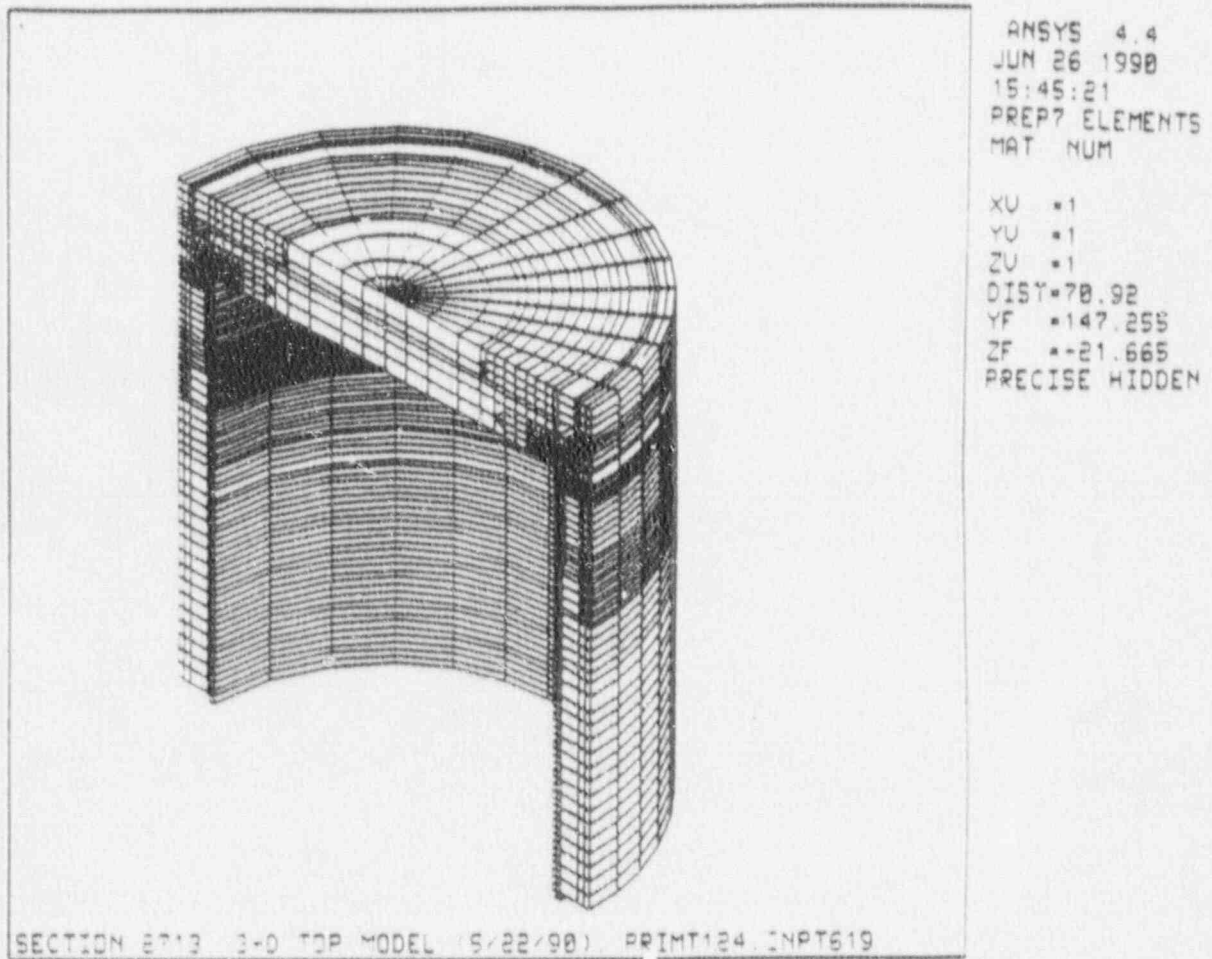 ANSYS 4.4
JUN 26 1990
15:45:21
PREP7 ELEMENTS
MAT NUM
XV =1
YV =1
ZV =1
DIST=70.92
YF =147.255
ZF =-21.665
PRECISE HIDDEN
SECTION 2713, 3-D TOP MODEL (5/22/90), PRIMT124.INPT619